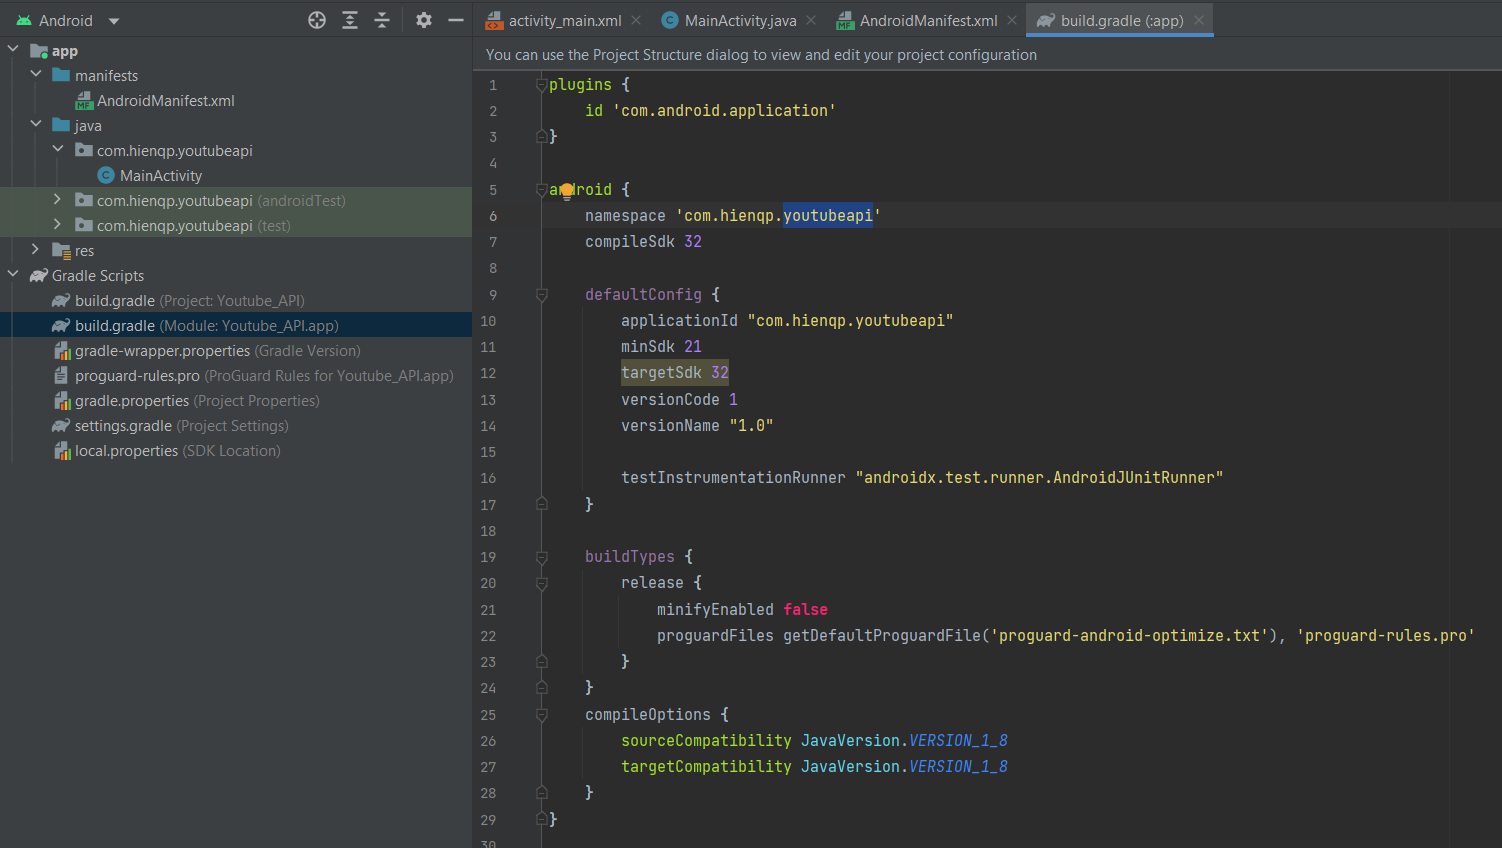 Android
activity_main.xml
MainActivity.java
AndroidManifest.xml
build.gradle (:app)
app
manifests
MF AndroidManifest.xml
java
com.hienqp.youtubeapi
C MainActivity
com.hienqp.youtubeapi (androidTest)
com.hienqp.youtubeapi (test)
res
Gradle Scripts
build.gradle (Project: Youtube_API)
build.gradle (Module: Youtube_API.app)
gradle-wrapper.properties (Gradle Version)
proguard-rules.pro (ProGuard Rules for Youtube_API.app)
gradle.properties (Project Properties)
settings.gradle (Project Settings)
local.properties (SDK Location)
You can use the Project Structure dialog to view and edit your project configuration
1 plugins {
2 id 'com.android.application'
3 }
4
5 android {
6 namespace 'com.hienqp.youtubeapi'
7 compileSdk 32
8
9 defaultConfig {
10 applicationId "com.hienqp.youtubeapi"
11 minSdk 21
12 targetSdk 32
13 versionCode 1
14 versionName "1.0"
15
16 testInstrumentationRunner "androidx.test.runner.AndroidJUnitRunner"
17 }
18
19 buildTypes {
20 release {
21 minifyEnabled false
22 proguardFiles getDefaultProguardFile('proguard-android-optimize.txt'), 'proguard-rules.pro'
23 }
24 }
25 compileOptions {
26 sourceCompatibility JavaVersion.VERSION_1_8
27 targetCompatibility JavaVersion.VERSION_1_8
28 }
29 }
30